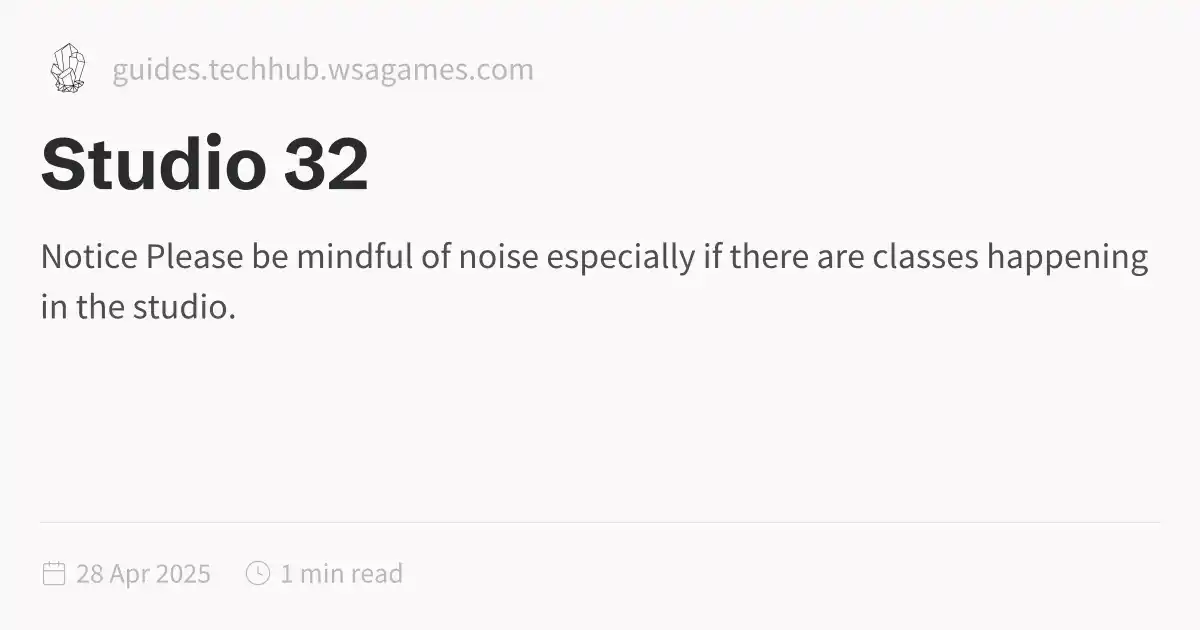 guides.techhub.wsagames.com
Studio 32
Notice Please be mindful of noise especially if there are classes happening
in the studio.
28 Apr 2025 1 min read